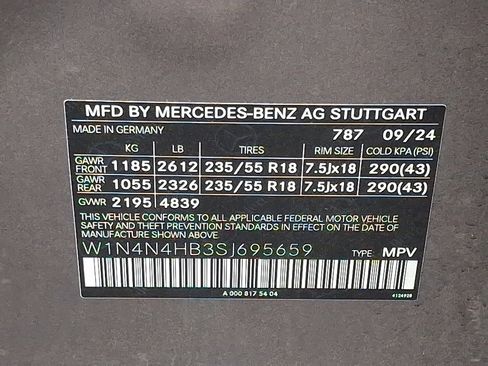 MFD BY MERCEDES-BENZ AG STUTTGART
MADE IN GERMANY 787 09/24
KG LB TIRES RIM SIZE COLD KPA(PSI)
GAWR FRONT 1185 2612 235/55 R18 7.5Jx18 290(43)
GAWR REAR 1055 2326 235/55 R18 7.5Jx18 290(43)
GVWR 2195 4839
THIS VEHICLE CONFORMS TO ALL APPLICABLE FEDERAL MOTOR VEHICLE
SAFETY AND THEFT PREVENTION STANDARDS IN EFFECT ON THE DATE OF
MANUFACTURE SHOWN ABOVE.
W1N4N4HB3SJ695659 TYPE: MPV
A 000 817 54 04